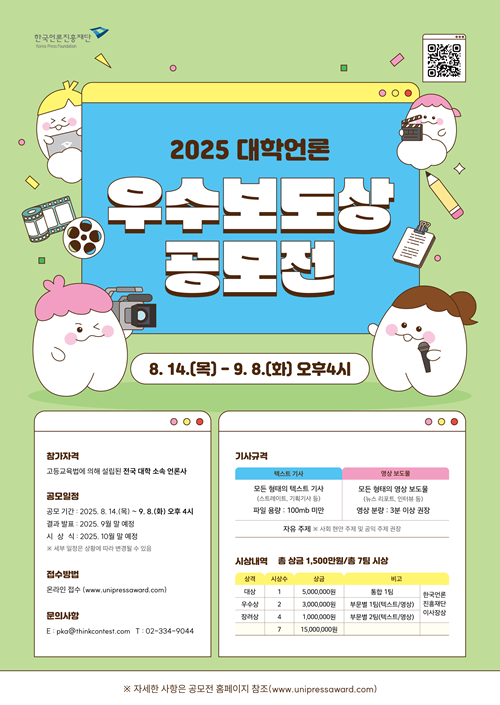 한국언론진흥재단
Korea Press Foundation
2025 대학언론
우수보도상
공모전
8. 14.(목) - 9. 8.(화) 오후4시
참가자격
고등교육법에 의해 설립된 전국 대학 소속 언론사
공모일정
공모 기간 : 2025. 8. 14.(목) ~ 9. 8.(화) 오후 4시
결과 발표 : 2025. 9월 말 예정
시 상 식 : 2025. 10월 말 예정
※ 세부 일정은 상황에 따라 변경될 수 있음
접수방법
온라인 접수 (www.unipressaward.com)
문의사항
E : pka@thinkcontest.com T : 02-334-9044
기사규격
텍스트 기사 영상 보도물
모든 형태의 텍스트 기사 모든 형태의 영상 보도물
(스트레이트, 기획기사 등) (뉴스 리포트, 인터뷰 등)
파일 용량 : 100mb 미만 영상 분량 : 3분 이상 권장
자유 주제 ※ 사회 현안 주제 및 공익 주제 권장
시상내역 총 상금 1,500만원/총 7팀 시상
상격 시상수 상금 비고
대상 1 5,000,000원 통합 1팀
우수상 2 3,000,000원 부문별 1팀(텍스트/영상)
장려상 4 1,000,000원 부문별 2팀(텍스트/영상)
한국언론
진흥재단
이사장상
7 15,000,000원
※ 자세한 사항은 공모전 홈페이지 참조(www.unipressaward.com)